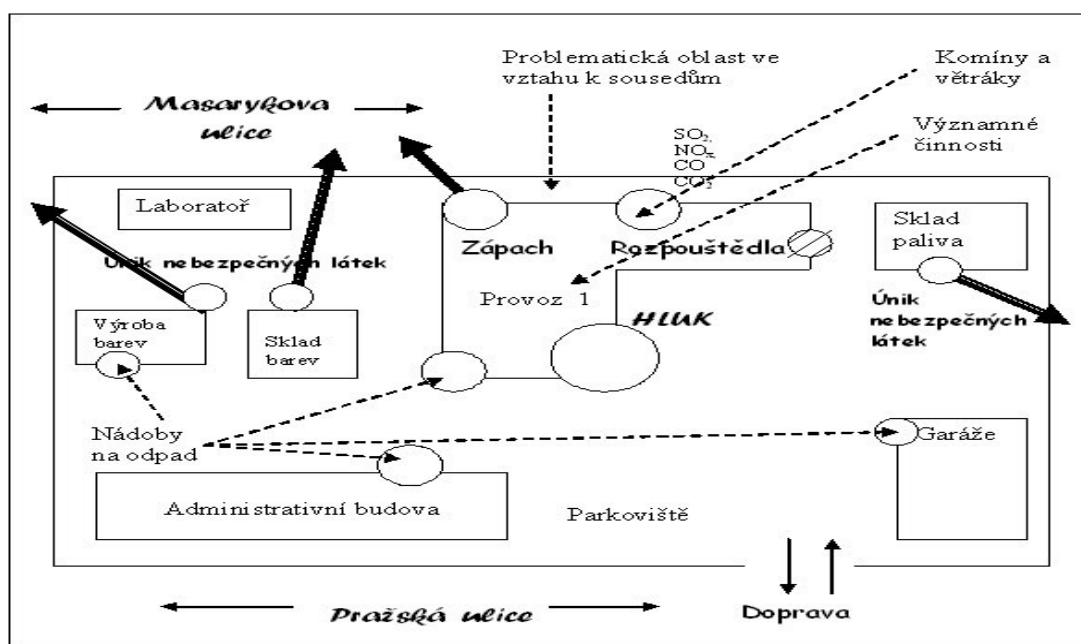 Problematická oblast ve
vztahu k sousedům
Komíny a
větráky
Masarykova
ulice
Významné
činnosti
SO2,
NOx,
CO
CO2
Laboratoř
Sklad
paliva
Zápach
Rozpouštědla
Únik nebezpečných látek
Provoz 1
HLUK
Únik
nebezpečných
látek
Výroba
barev
Sklad
barev
Nádoby
na odpad
Garáže
Administrativní budova
Parkoviště
Pražská ulice
Doprava